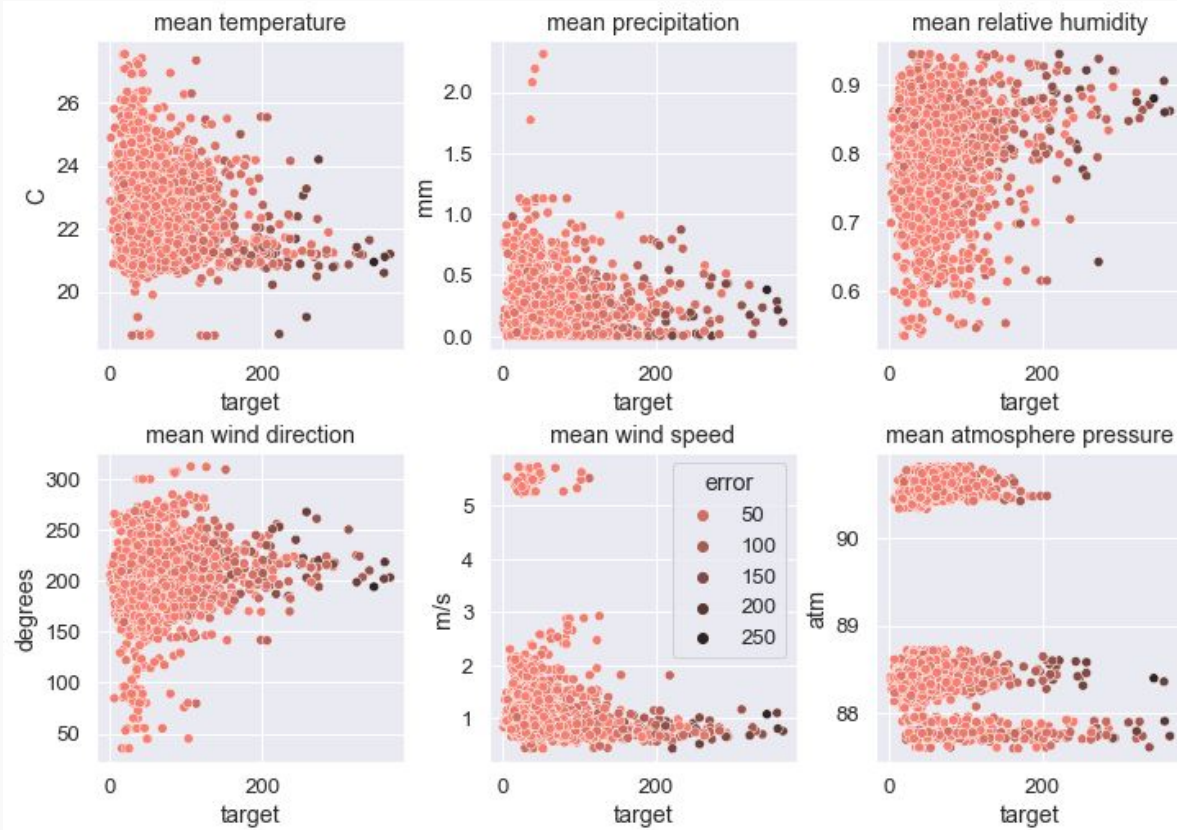 mean temperature
mean precipitation
mean relative humidity
26
24
22
20
C
0
200
target
2.0
1.5
1.0
0.5
0.0
mm
0
200
target
0.9
0.8
0.7
0.6
0
200
target
mean wind direction
mean wind speed
mean atmosphere pressure
300
250
200
150
100
50
degrees
0
200
target
5
4
3
2
1
m/s
error
50
100
150
200
250
0
200
target
90
89
88
atm
0
200
target